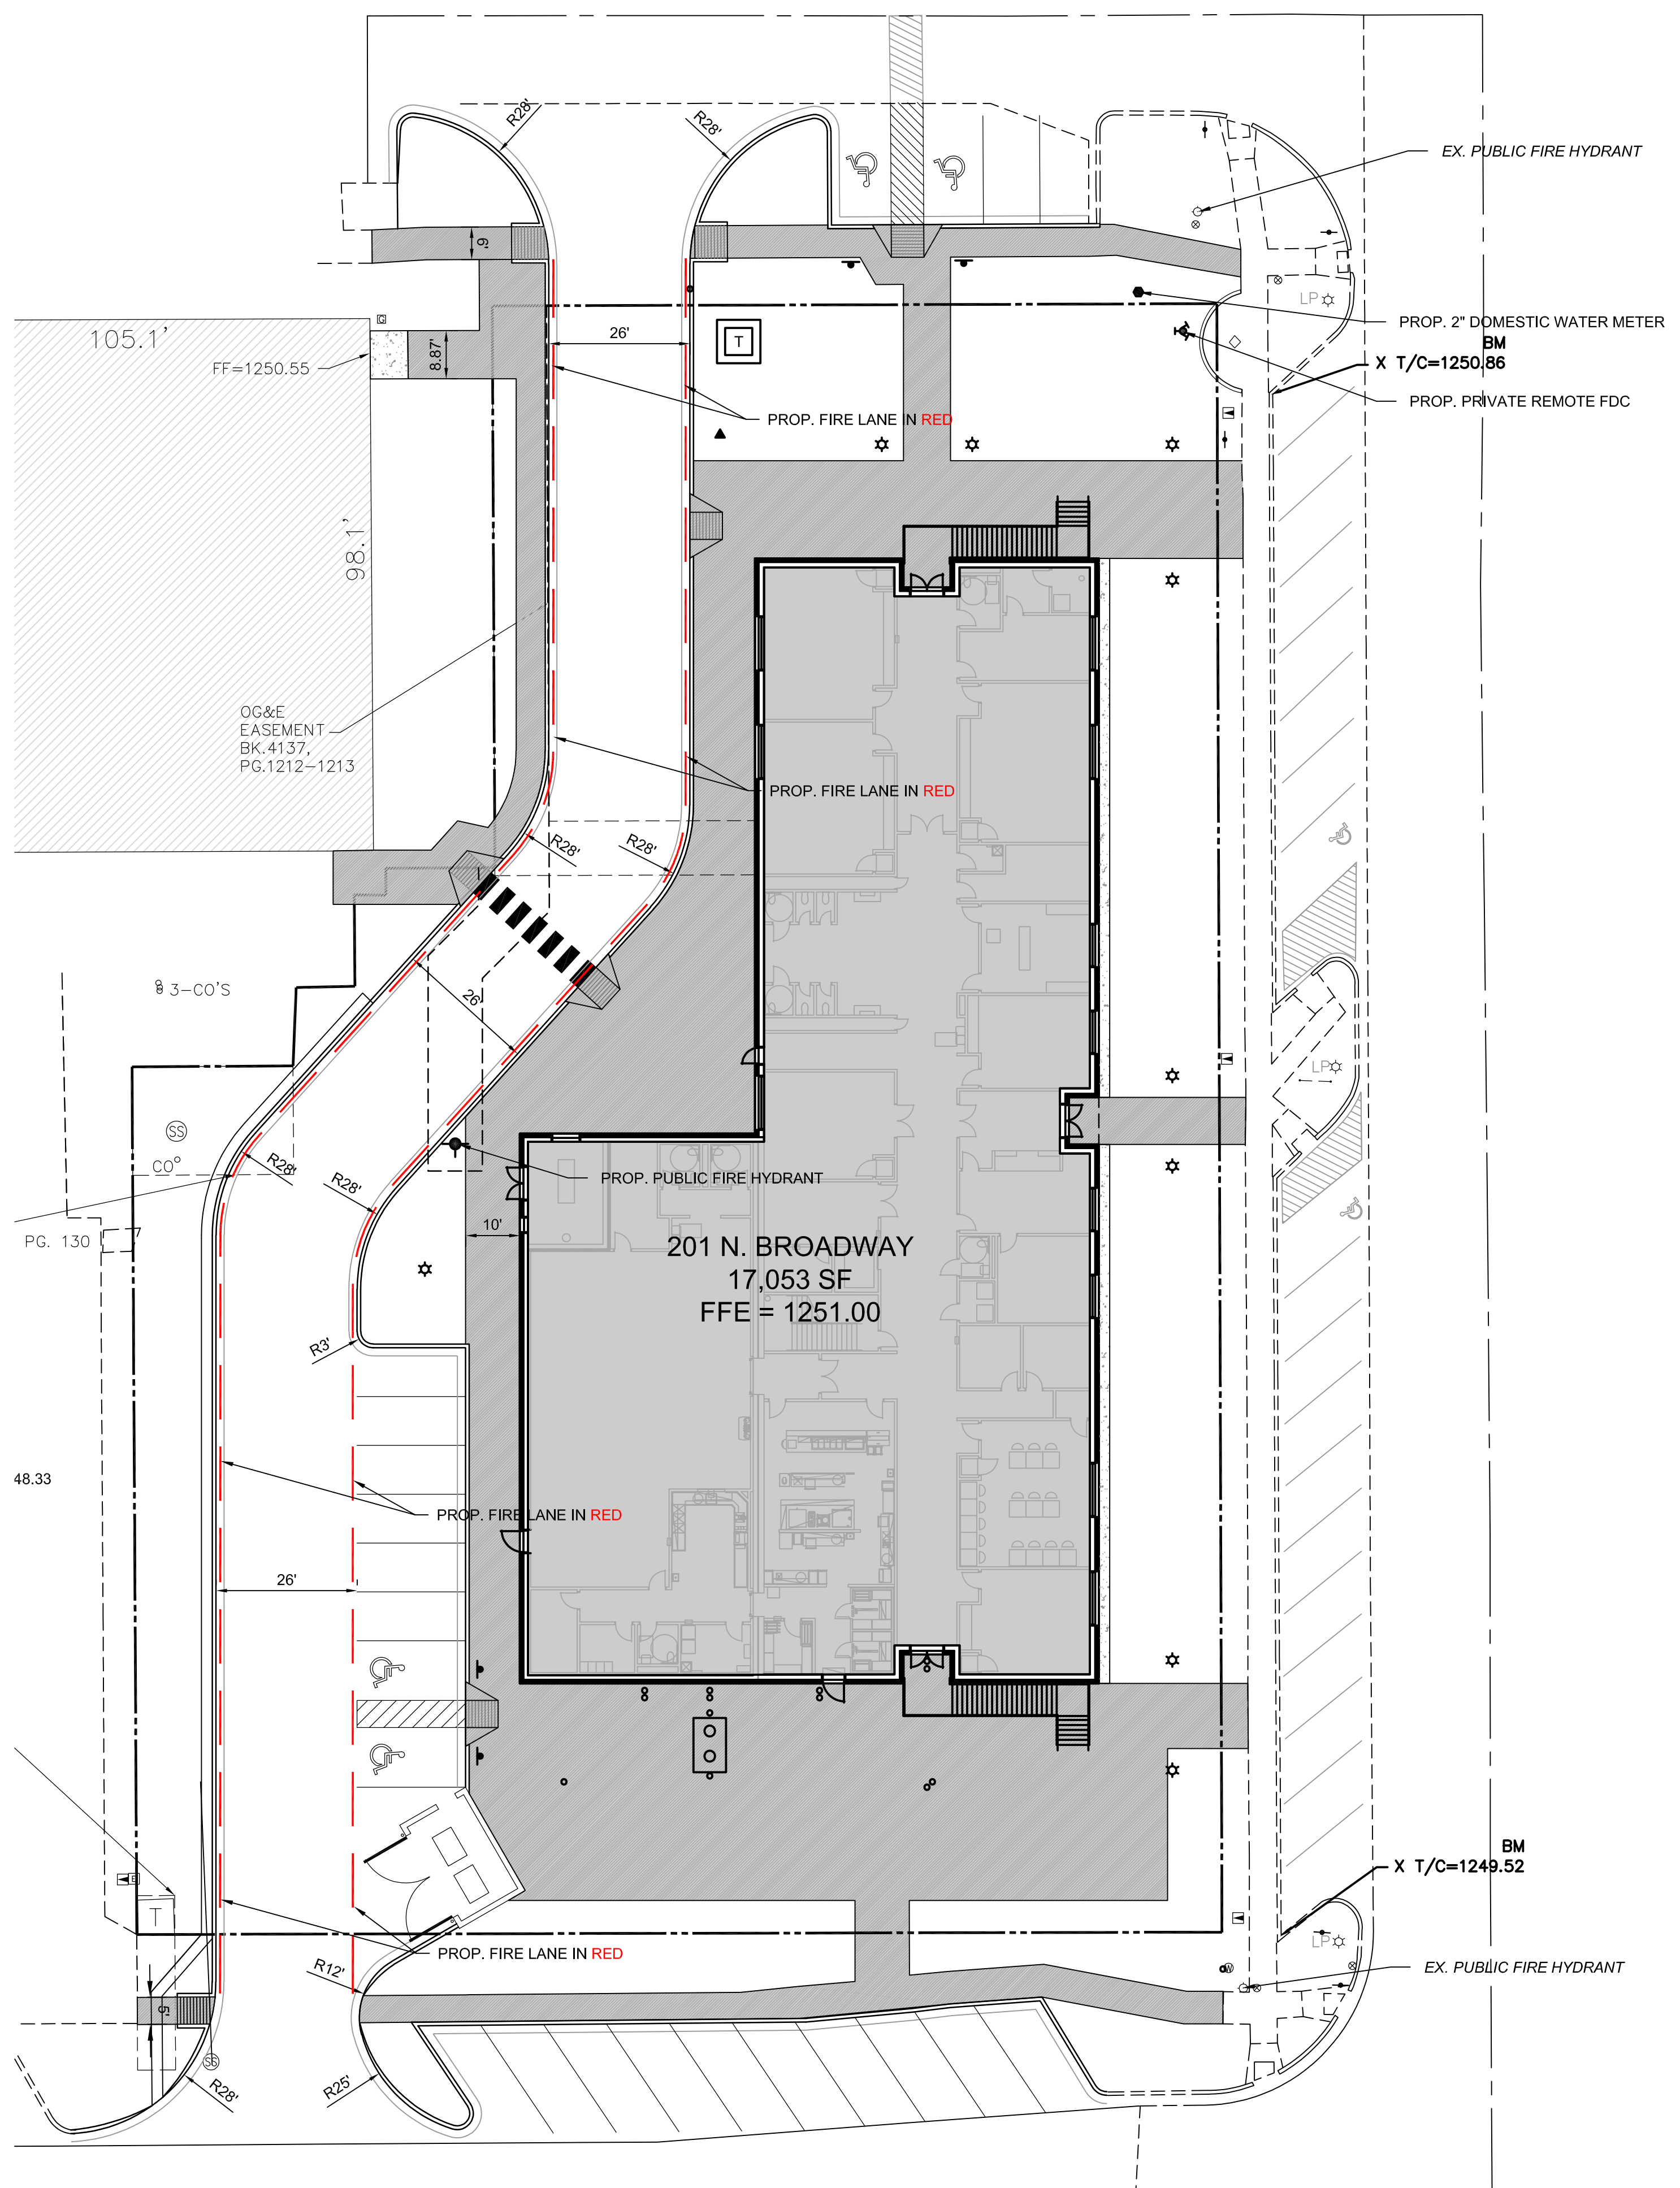 R28'
R28'
EX. PUBLIC FIRE HYDRANT
6'
LP
105.1'
G
26'
T
PROP. 2" DOMESTIC WATER METER
BM
X T/C=1250.86
FF=1250.55
8.87'
PROP. PRIVATE REMOTE FDC
PROP. FIRE LANE IN RED
98.1'
OG&E
EASEMENT
BK.4137,
PG.1212-1213
PROP. FIRE LANE IN RED
R28'
R28'
3-CO'S
26'
LP
SS
CO
R28'
R28'
PROP. PUBLIC FIRE HYDRANT
PG. 130
10'
201 N. BROADWAY
17,053 SF
FFE = 1251.00
R3'
48.33
PROP. FIRE LANE IN RED
26'
BM
X T/C=1249.52
E
T
LP
PROP. FIRE LANE IN RED
R12'
W
EX. PUBLIC FIRE HYDRANT
5'
SS
R28'
R25'